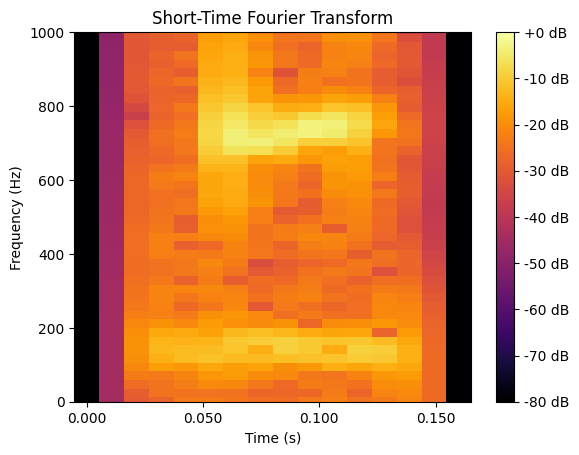 Short-Time Fourier Transform
1000
800
600
400
200
0
Frequency (Hz)
0.000
0.050
0.100
0.150
Time (s)
+0 dB
-10 dB
-20 dB
-30 dB
-40 dB
-50 dB
-60 dB
-70 dB
-80 dB